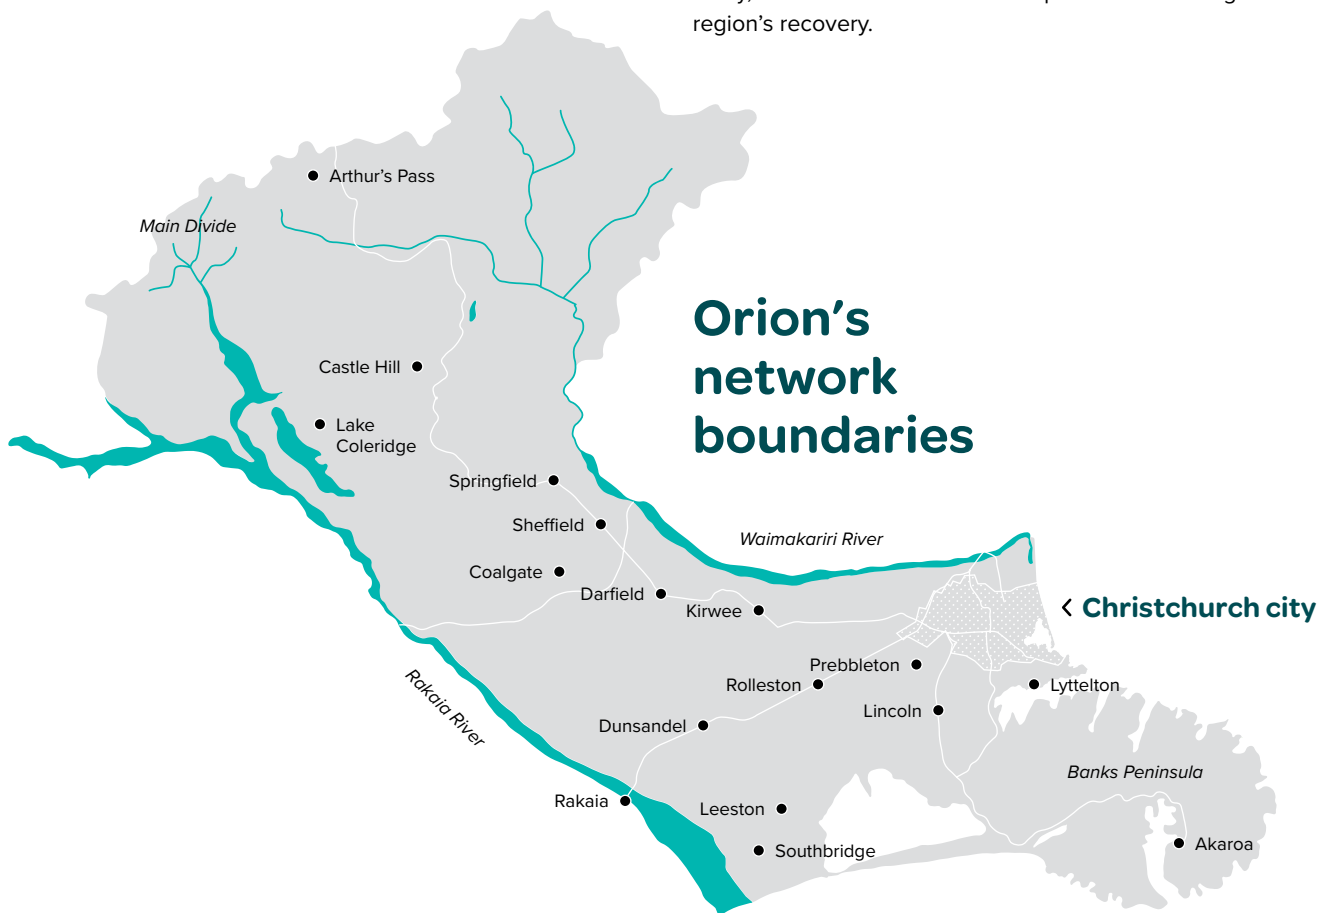 region's recovery.
Arthur's Pass
Main Divide
Orion's
network
boundaries
Castle Hill
Lake
Coleridge
Springfield
Sheffield
Waimakariri River
Coalgate
Darfield
Kirwee
< Christchurch city
Prebbleton
Rolleston
Lyttelton
Lincoln
Rakaia River
Dunsandel
Banks Peninsula
Rakaia
Leeston
Southbridge
Akaroa